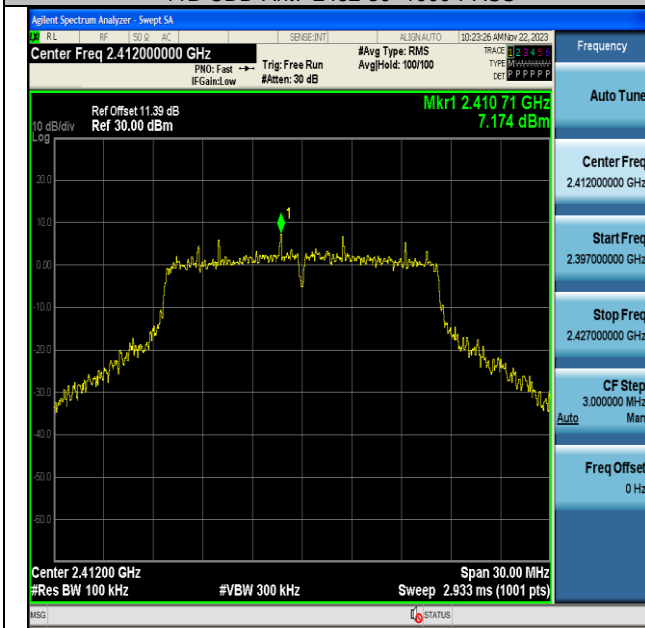 Agilent Spectrum Analyzer - Swept SA
LXI RL RF 50 Ω AC SENSE:INT ALIGN AUTO 10:23:26 AM Nov 22, 2023
Center Freq 2.412000000 GHz
PNO: Fast
IFGain:Low
Trig: Free Run
#Atten: 30 dB
#Avg Type: RMS
Avg|Hold: 100/100
TRACE 1 2 3 4 5 6
TYPE M
DET P P P P P P
Ref Offset 11.39 dB
Ref 30.00 dBm
10 dB/div
Log
Mkr1 2.410 71 GHz
7.174 dBm
20.0
10.0
0.00
-10.0
-20.0
-30.0
-40.0
-50.0
-60.0
1
Center 2.41200 GHz
#Res BW 100 kHz
#VBW 300 kHz
Span 30.00 MHz
Sweep 2.933 ms (1001 pts)
MSG
STATUS
Frequency
Auto Tune
Center Freq
2.412000000 GHz
Start Freq
2.397000000 GHz
Stop Freq
2.427000000 GHz
CF Step
3.000000 MHz
Auto Man
Freq Offset
0 Hz